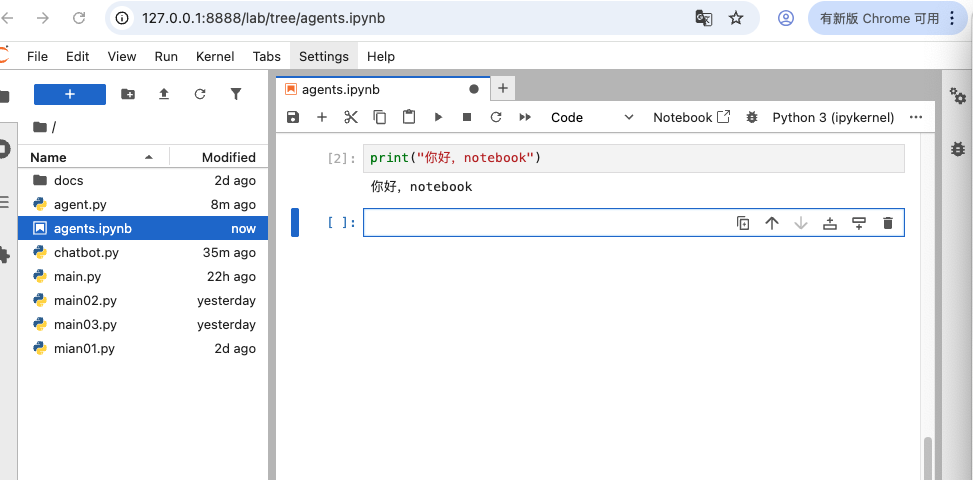 127.0.0.1:8888/lab/tree/agents.ipynb
有新版 Chrome 可用
File Edit View Run Kernel Tabs Settings Help
agents.ipynb
Code
Notebook
Python 3 (ipykernel)
/
Name Modified
docs 2d ago
agent.py 8m ago
agents.ipynb now
chatbot.py 35m ago
main.py 22h ago
main02.py yesterday
main03.py yesterday
mian01.py 2d ago
[2]: print("你好，notebook")
你好，notebook
[ ]: